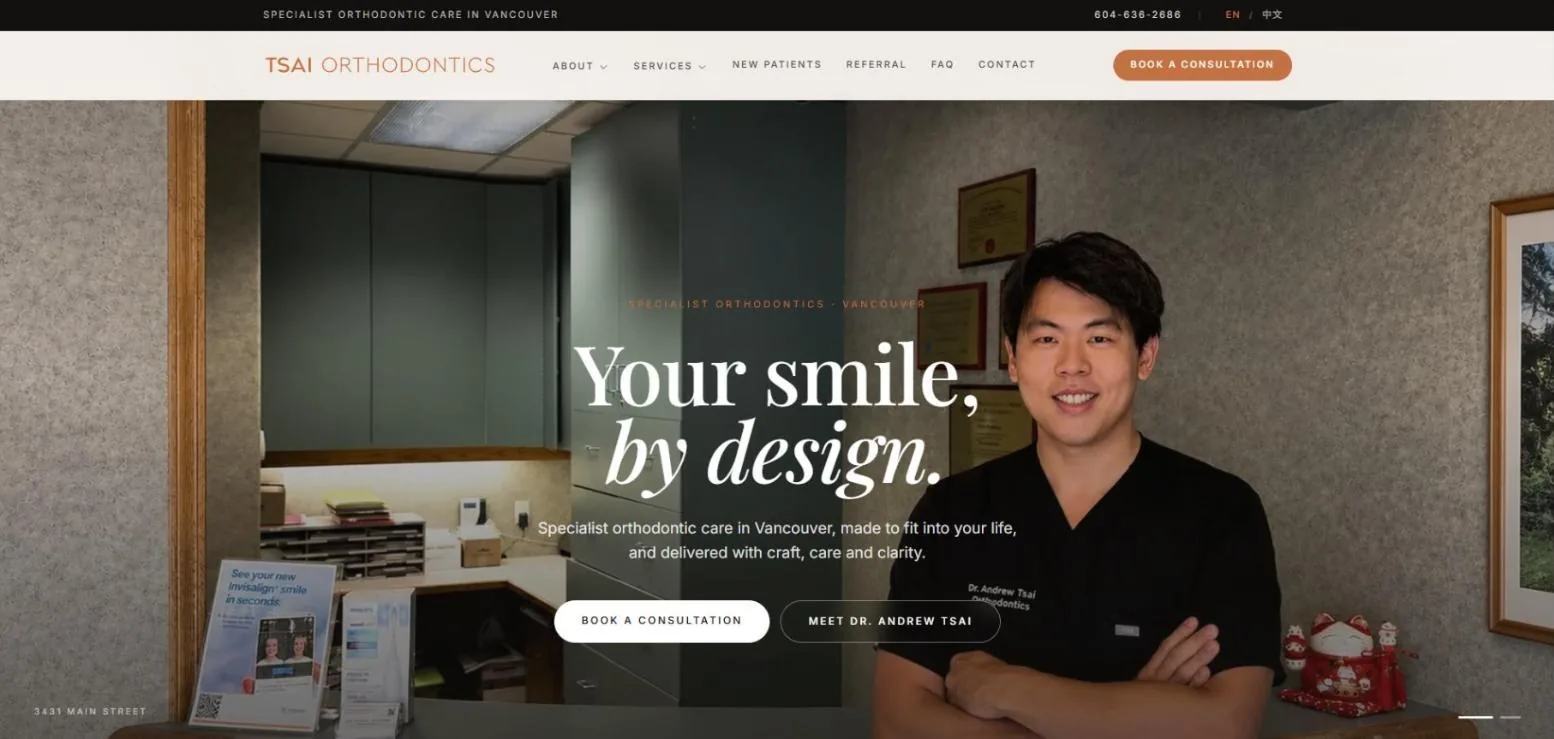 SPECIALIST ORTHODONTIC CARE IN VANCOUVER
604-636-2686 | EN / 中文
TSAI ORTHODONTICS
ABOUT
SERVICES
NEW PATIENTS
REFERRAL
FAQ
CONTACT
BOOK A CONSULTATION
SPECIALIST ORTHODONTICS · VANCOUVER
Your smile,
by design.
Specialist orthodontic care in Vancouver, made to fit into your life,
and delivered with craft, care and clarity.
BOOK A CONSULTATION
MEET DR. ANDREW TSAI
Dr. Andrew Tsai
Orthodontics
See your new
Invisalign® smile
in seconds.
3431 MAIN STREET